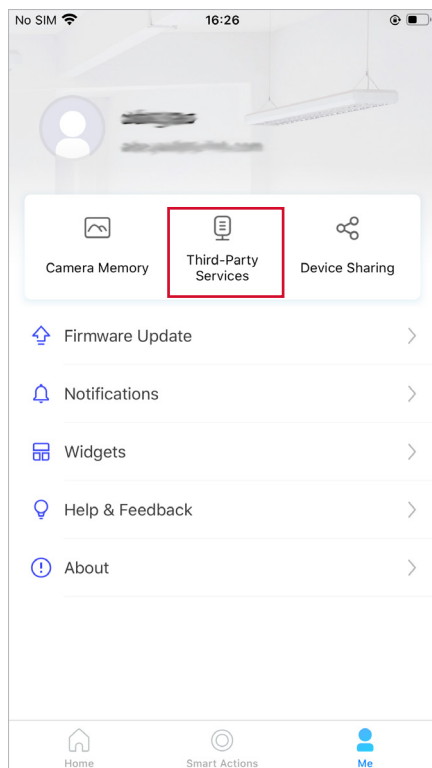 No SIM 16:26
Camera Memory
Third-Party
Services
Device Sharing
Firmware Update
Notifications
Widgets
Help & Feedback
About
Home Smart Actions Me